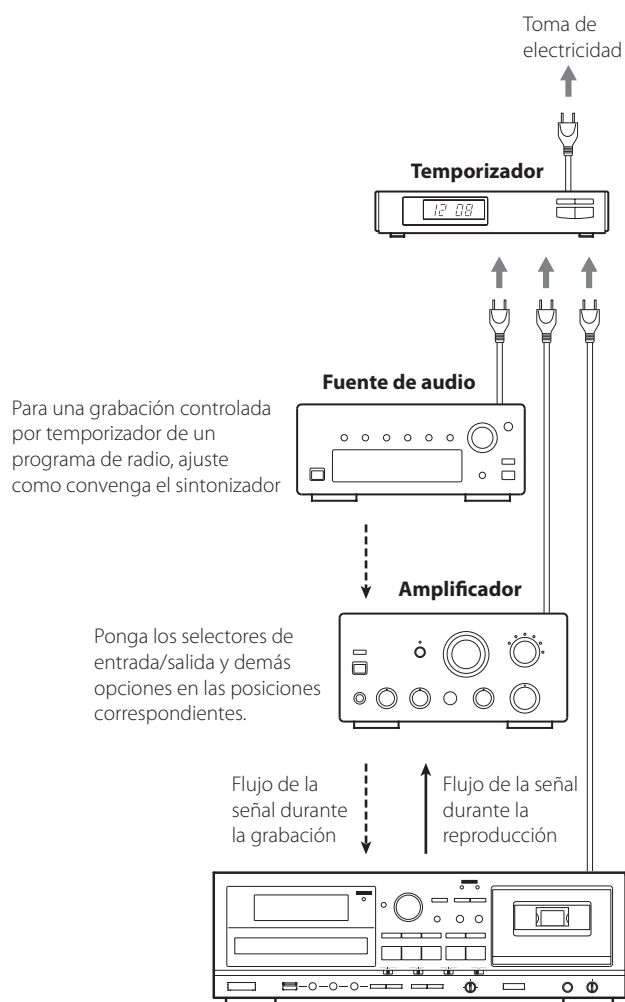 Toma de
electricidad
Temporizador
12 08
Fuente de audio
Para una grabación controlada
por temporizador de un
programa de radio, ajuste
como convenga el sintonizador
Amplificador
Ponga los selectores de
entrada/salida y demás
opciones en las posiciones
correspondientes.
Flujo de la
señal durante
la grabación
Flujo de la señal
durante la
reproducción